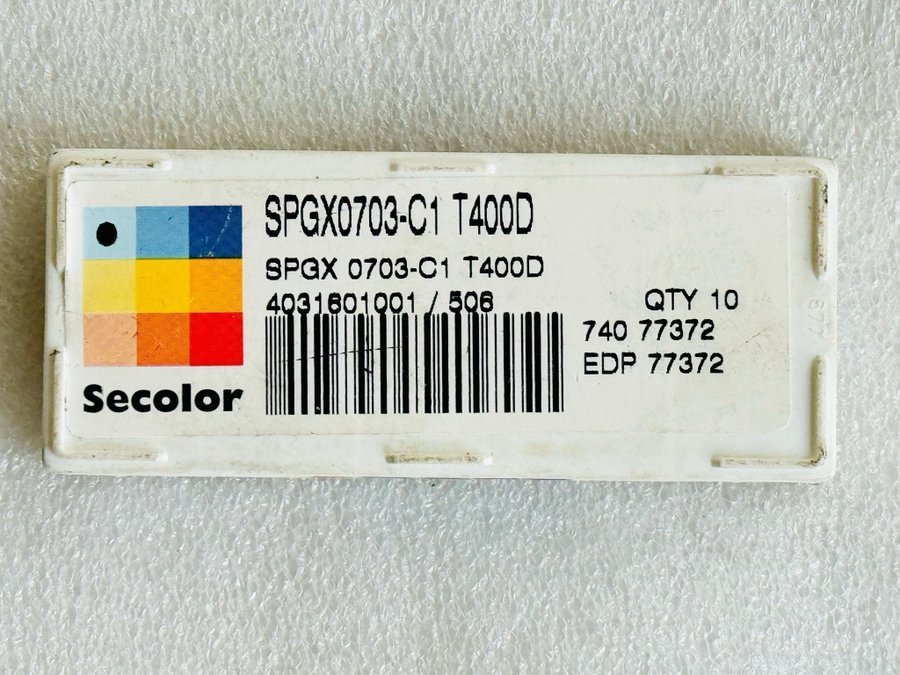 SPGX0703-C1 T400D
SPGX 0703-C1 T400D
4031601001 / 506
QTY 10
740 77372
EDP 77372
Secolor